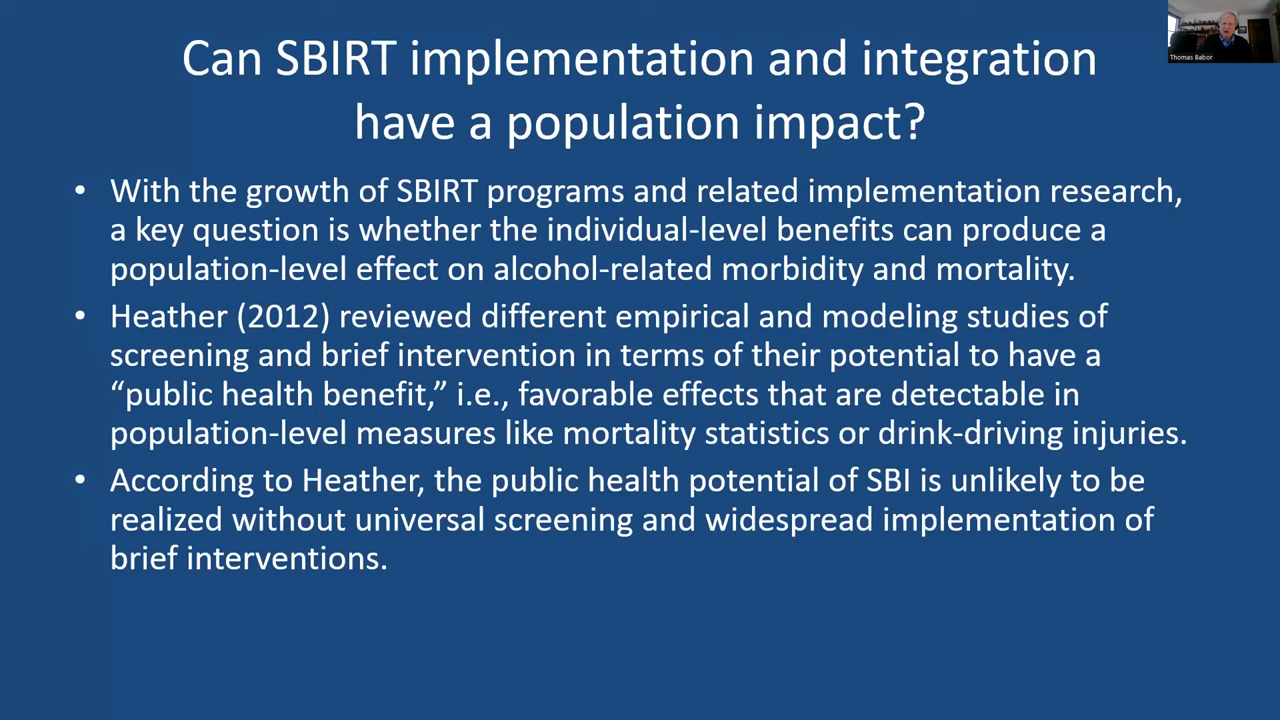 Thomas Babor
Can SBIRT implementation and integration
have a population impact?
• With the growth of SBIRT programs and related implementation research,
a key question is whether the individual-level benefits can produce a
population-level effect on alcohol-related morbidity and mortality.
• Heather (2012) reviewed different empirical and modeling studies of
screening and brief intervention in terms of their potential to have a
“public health benefit,” i.e., favorable effects that are detectable in
population-level measures like mortality statistics or drink-driving injuries.
• According to Heather, the public health potential of SBI is unlikely to be
realized without universal screening and widespread implementation of
brief interventions.